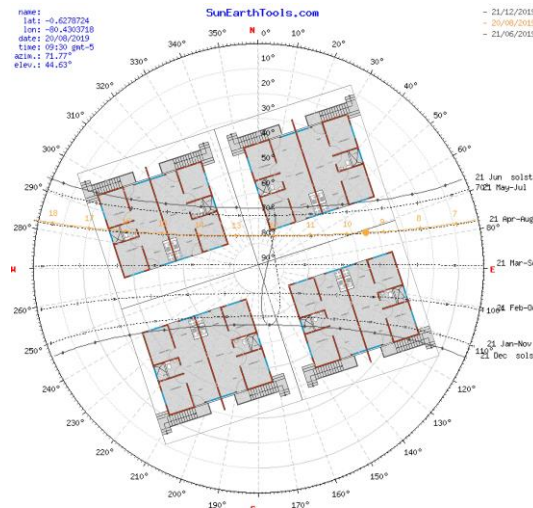 name:
lat: -0.6278724
lon: -80.4303718
date: 20/08/2019
time: 09:30 gmt-5
azim.: 71.77°
elev.: 44.63°
SunEarthTools.com
- 21/12/2019
- 20/08/2019
- 21/06/2019
N
340° 350° 0° 10° 20°
330° 30°
320° 40°
310° 50°
300° 60°
290° 70°
280° 80°
W E
260° 100°
250° 110°
240° 120°
230° 130°
220° 140°
210° 150°
200° 190° 180° 170° 160°
10°
20°
30°
40°
50°
60°
70°
80°
90°
21 Jun solst
21 May-Jul
21 Apr-Aug
21 Mar-Se
21 Feb-O
21 Jan-Nov
21 Dec sols
18 17 11 10 9 8 7